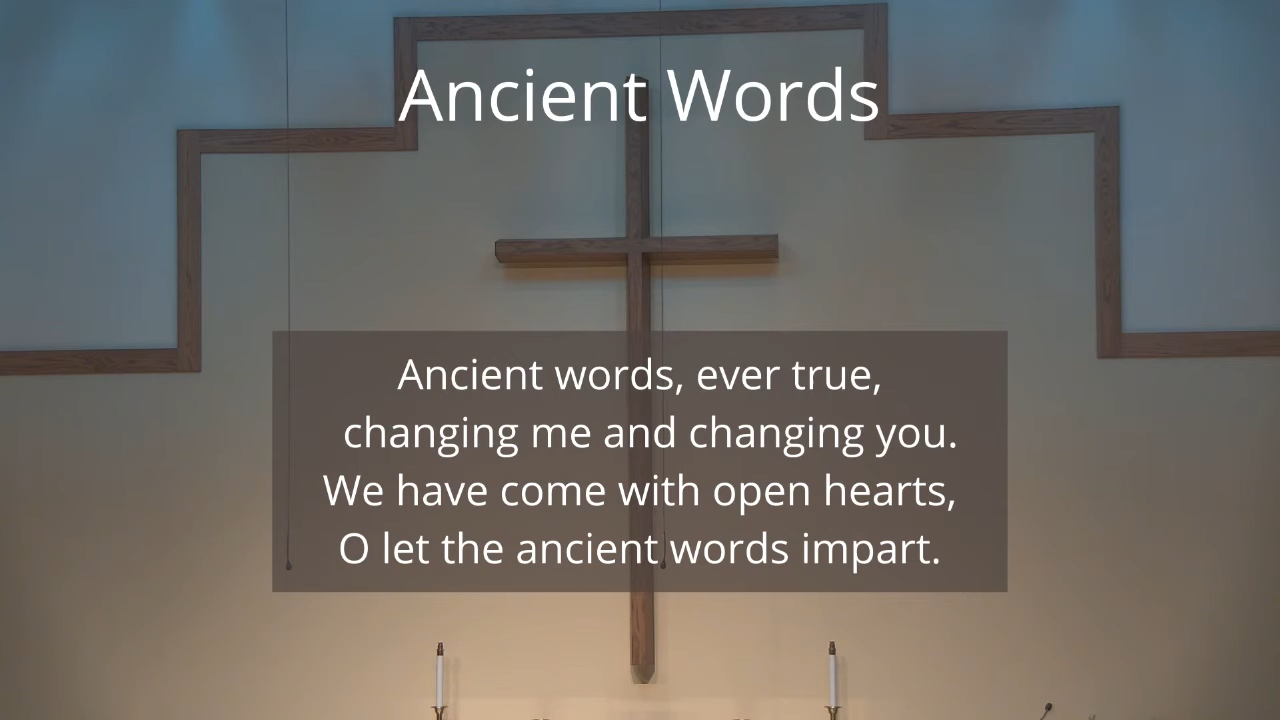 Ancient Words
Ancient words, ever true,
changing me and changing you.
We have come with open hearts,
O let the ancient words impart.